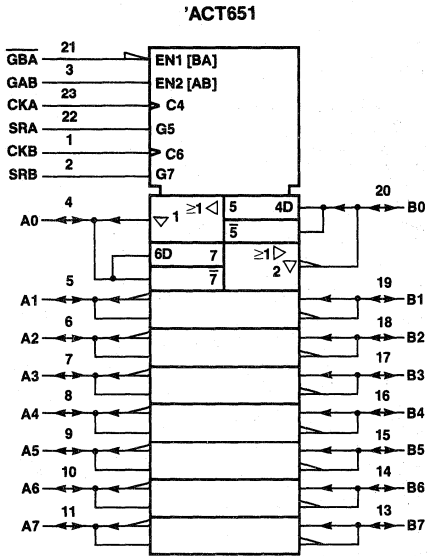 'ACT651
GBA 21 EN1 [BA]
GAB 3 EN2 [AB]
CKA 23 C4
SRA 22 G5
CKB 1 C6
SRB 2 G7
A0 4 1 ≥1 5 4D 20 B0
5
6D 7 ≥1
7 2
A1 5 19 B1
A2 6 18 B2
A3 7 17 B3
A4 8 16 B4
A5 9 15 B5
A6 10 14 B6
A7 11 13 B7